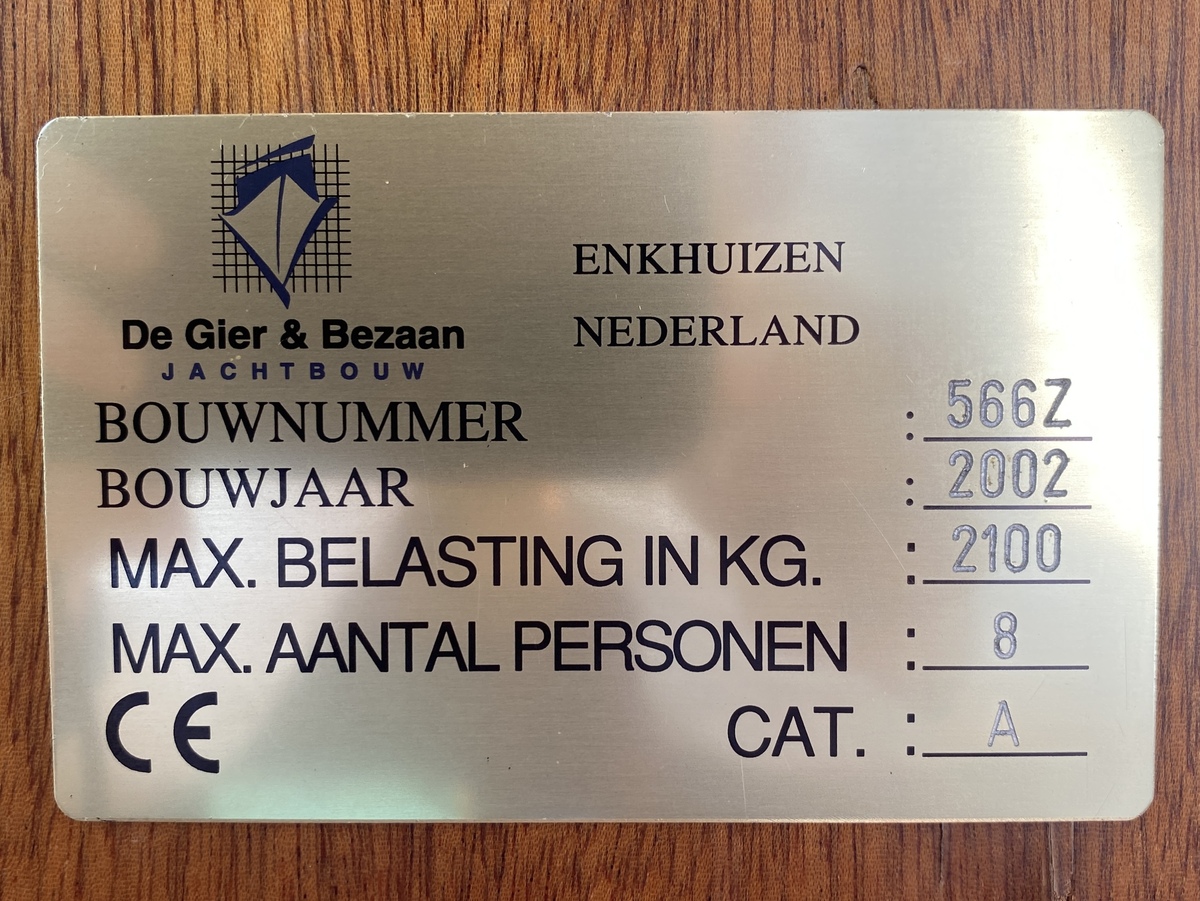 De Gier & Bezaan
JACHTBOUW
ENKHUIZEN
NEDERLAND
BOUWNUMMER : 566Z
BOUWJAAR : 2002
MAX. BELASTING IN KG. : 2100
MAX. AANTAL PERSONEN : 8
CE CAT. : A